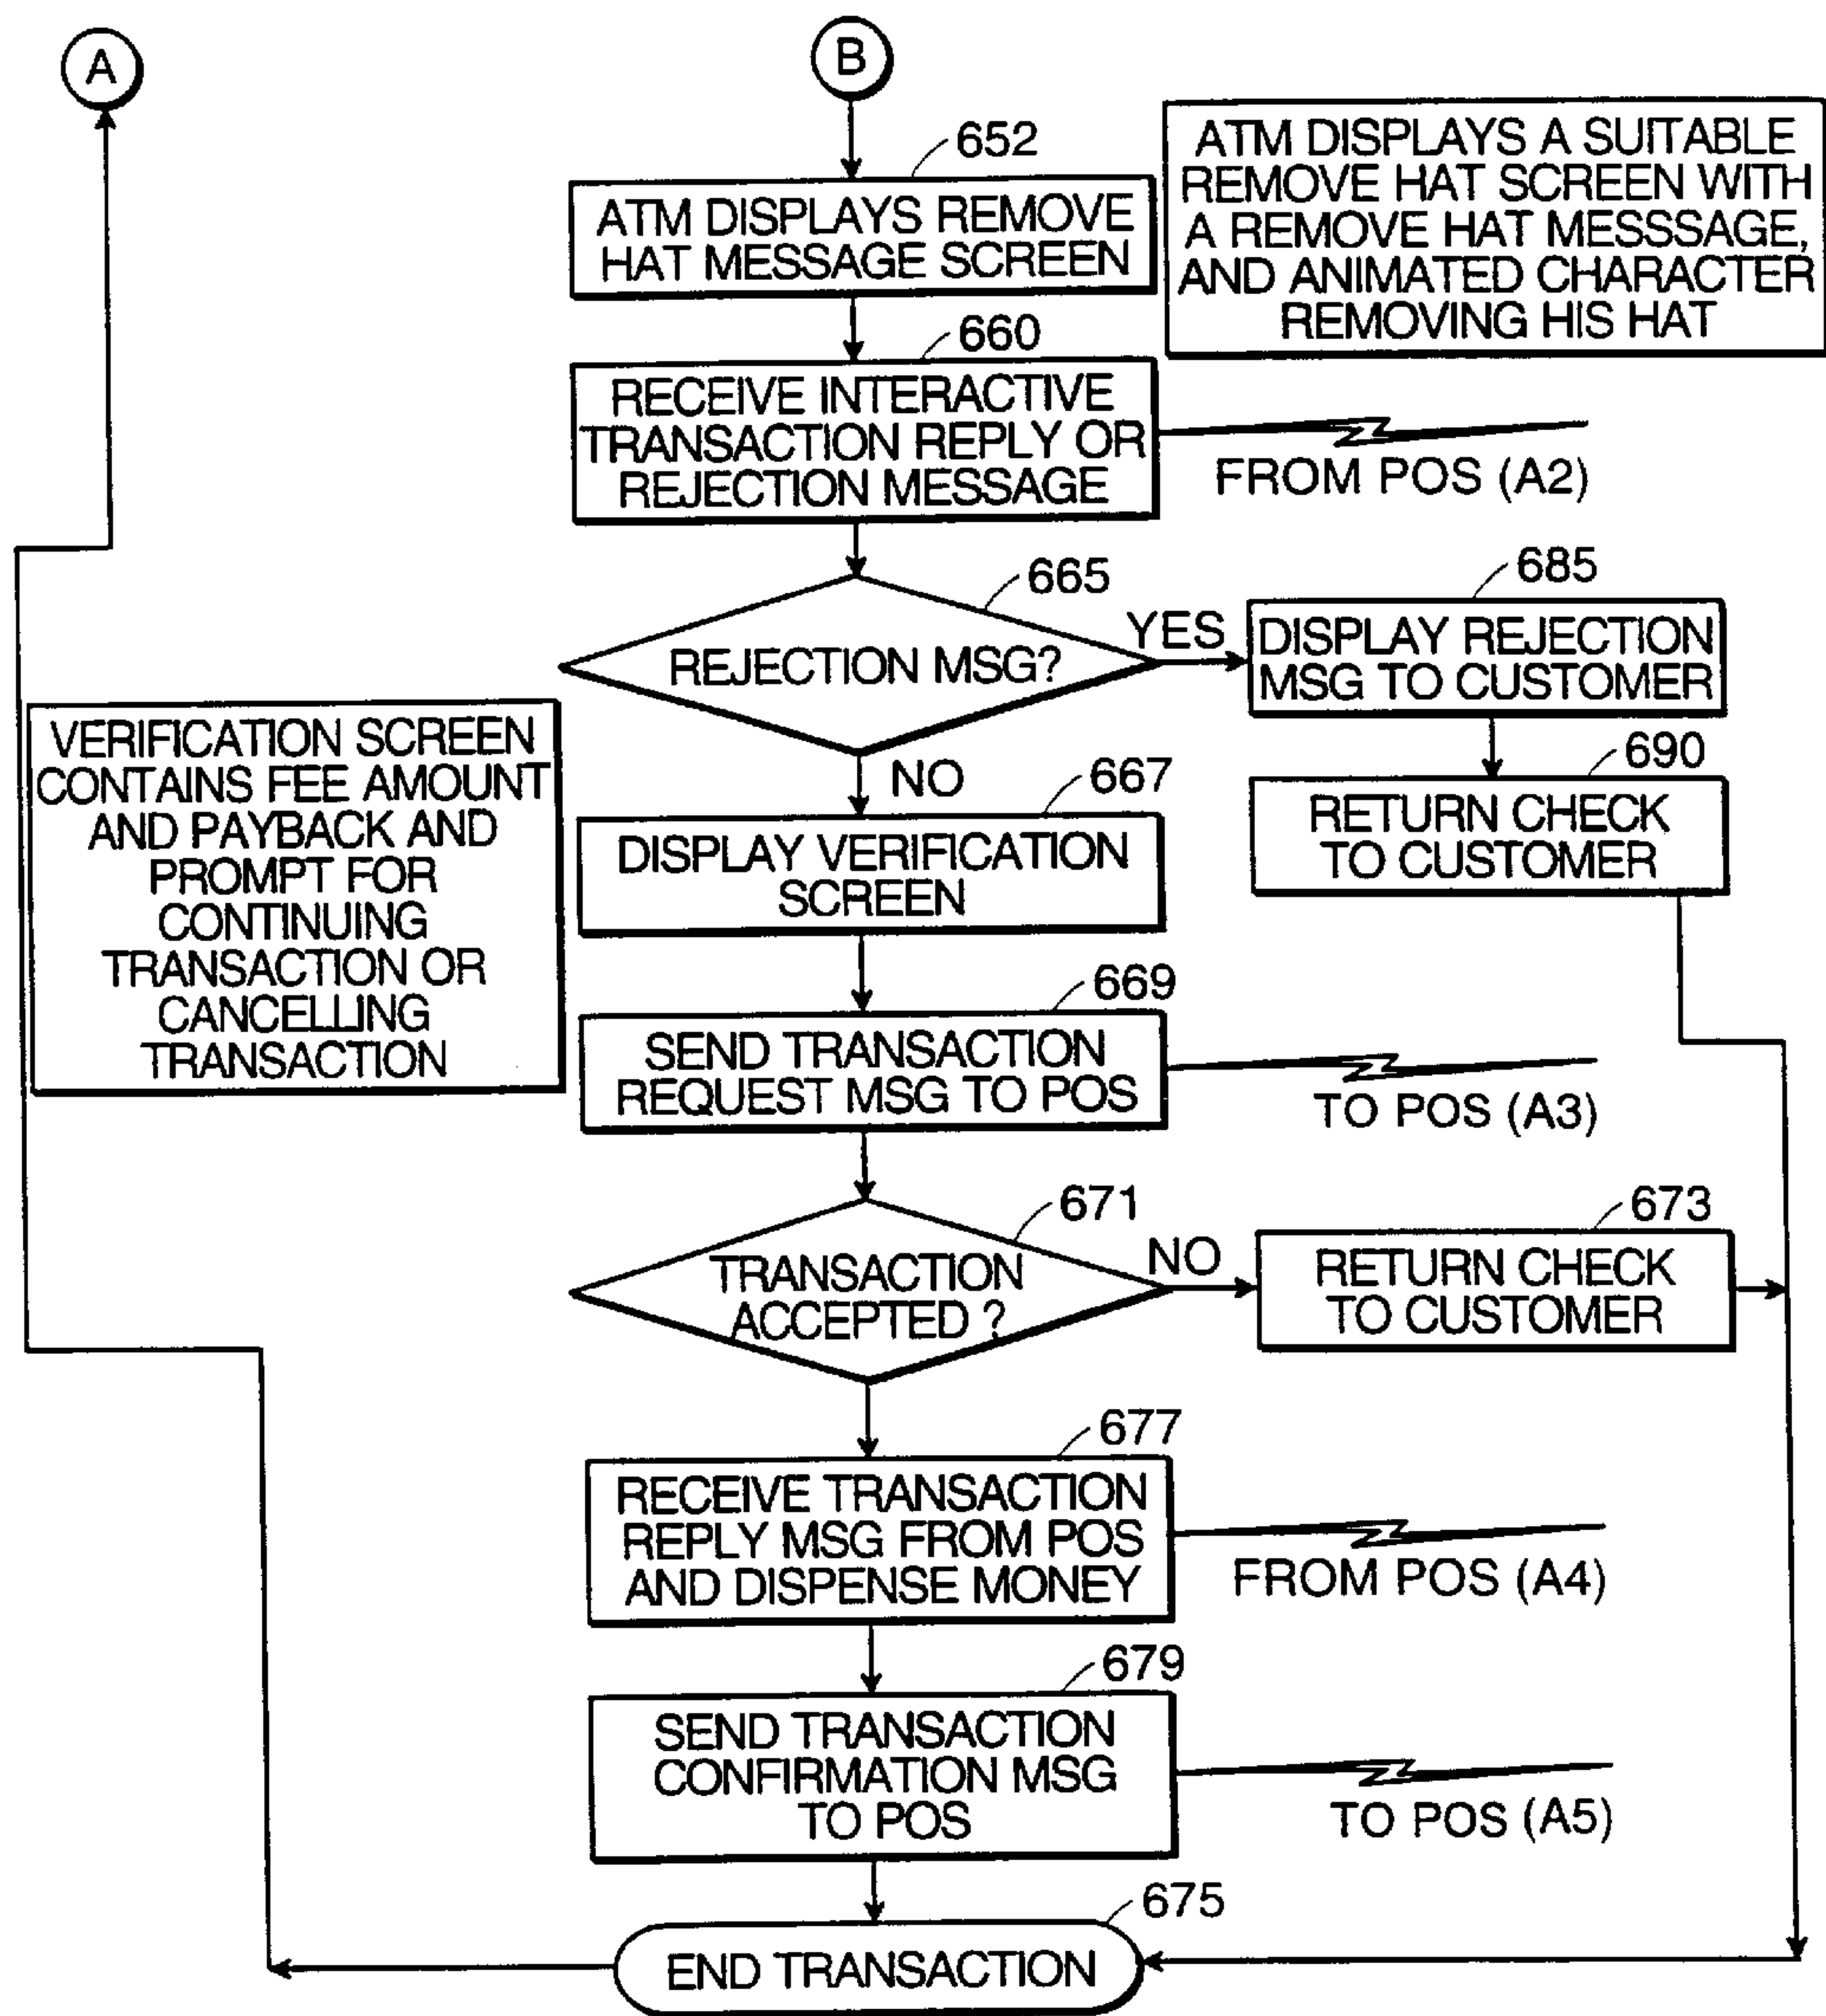 A
B
652
ATM DISPLAYS REMOVE
HAT MESSAGE SCREEN
ATM DISPLAYS A SUITABLE
REMOVE HAT SCREEN WITH
A REMOVE HAT MESSSAGE,
AND ANIMATED CHARACTER
REMOVING HIS HAT
660
RECEIVE INTERACTIVE
TRANSACTION REPLY OR
REJECTION MESSAGE
FROM POS (A2)
665
REJECTION MSG?
YES
685
DISPLAY REJECTION
MSG TO CUSTOMER
690
RETURN CHECK
TO CUSTOMER
NO
VERIFICATION SCREEN
CONTAINS FEE AMOUNT
AND PAYBACK AND
PROMPT FOR
CONTINUING
TRANSACTION OR
CANCELLING
TRANSACTION
667
DISPLAY VERIFICATION
SCREEN
669
SEND TRANSACTION
REQUEST MSG TO POS
TO POS (A3)
671
TRANSACTION
ACCEPTED ?
NO
673
RETURN CHECK
TO CUSTOMER
677
RECEIVE TRANSACTION
REPLY MSG FROM POS
AND DISPENSE MONEY
FROM POS (A4)
679
SEND TRANSACTION
CONFIRMATION MSG
TO POS
TO POS (A5)
675
END TRANSACTION